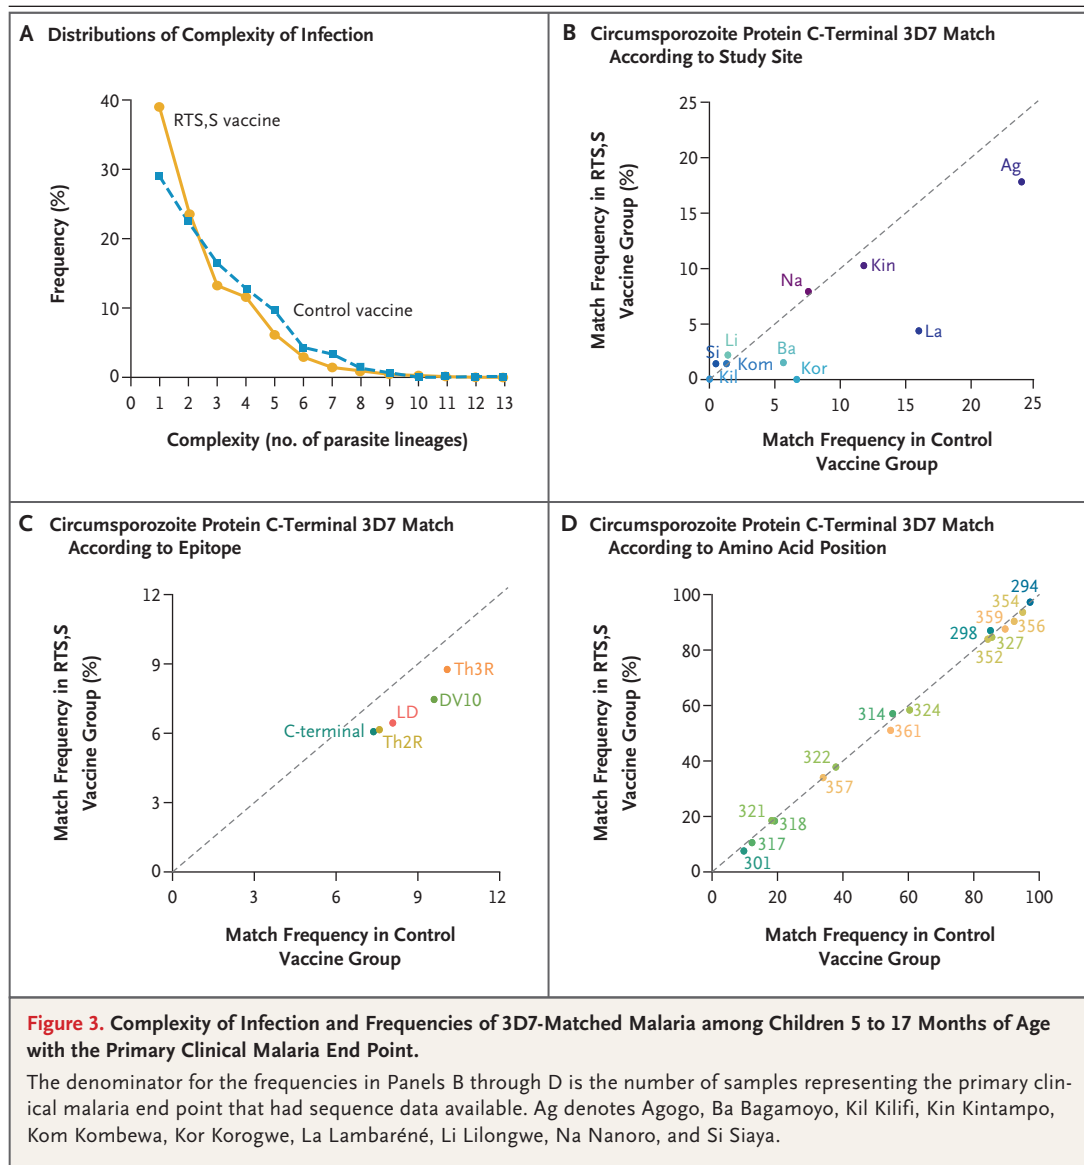 A Distributions of Complexity of Infection
40
30
20
10
0
Frequency (%)
RTS,S vaccine
Control vaccine
0 1 2 3 4 5 6 7 8 9 10 11 12 13
Complexity (no. of parasite lineages)
B Circumsporozoite Protein C-Terminal 3D7 Match
According to Study Site
25
20
15
10
5
0
Match Frequency in RTS,S
Vaccine Group (%)
Ag
Kin
Na
La
Li
Si
Kom
Kil
Ba
Kor
0 5 10 15 20 25
Match Frequency in Control
Vaccine Group
C Circumsporozoite Protein C-Terminal 3D7 Match
According to Epitope
12
9
6
3
0
Match Frequency in RTS,S
Vaccine Group (%)
Th3R
DV10
LD
C-terminal
Th2R
0 3 6 9 12
Match Frequency in Control
Vaccine Group
D Circumsporozoite Protein C-Terminal 3D7 Match
According to Amino Acid Position
100
80
60
40
20
0
Match Frequency in RTS,S
Vaccine Group (%)
294
354
359
356
298
327
352
314
324
361
322
357
321
318
317
301
0 20 40 60 80 100
Match Frequency in Control
Vaccine Group
Figure 3. Complexity of Infection and Frequencies of 3D7-Matched Malaria among Children 5 to 17 Months of Age
with the Primary Clinical Malaria End Point.
The denominator for the frequencies in Panels B through D is the number of samples representing the primary clin-
ical malaria end point that had sequence data available. Ag denotes Agogo, Ba Bagamoyo, Kil Kilifi, Kin Kintampo,
Kom Kombewa, Kor Korogwe, La Lambaréné, Li Lilongwe, Na Nanoro, and Si Siaya.